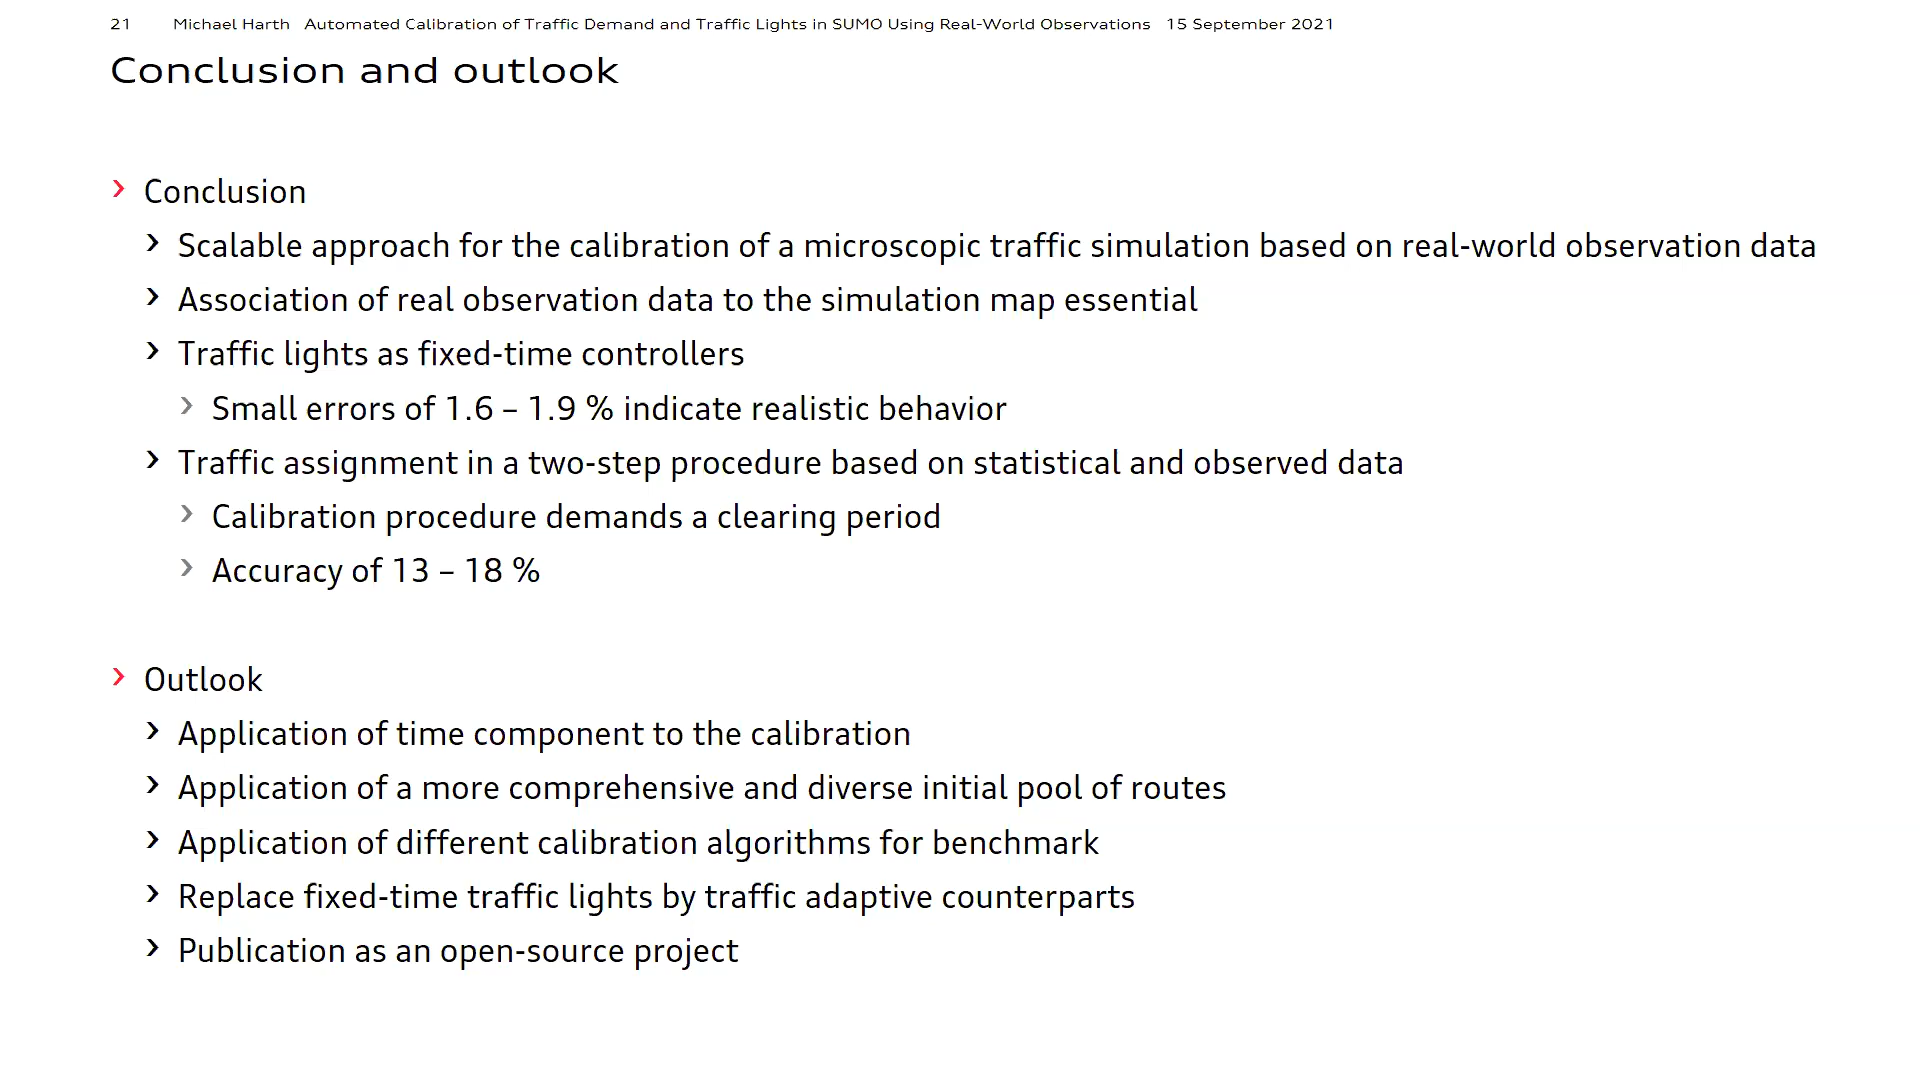 21 Michael Harth Automated Calibration of Traffic Demand and Traffic Lights in SUMO Using Real-World Observations 15 September 2021
Conclusion and outlook
› Conclusion
› Scalable approach for the calibration of a microscopic traffic simulation based on real-world observation data
› Association of real observation data to the simulation map essential
› Traffic lights as fixed-time controllers
› Small errors of 1.6 – 1.9 % indicate realistic behavior
› Traffic assignment in a two-step procedure based on statistical and observed data
› Calibration procedure demands a clearing period
› Accuracy of 13 – 18 %
› Outlook
› Application of time component to the calibration
› Application of a more comprehensive and diverse initial pool of routes
› Application of different calibration algorithms for benchmark
› Replace fixed-time traffic lights by traffic adaptive counterparts
› Publication as an open-source project